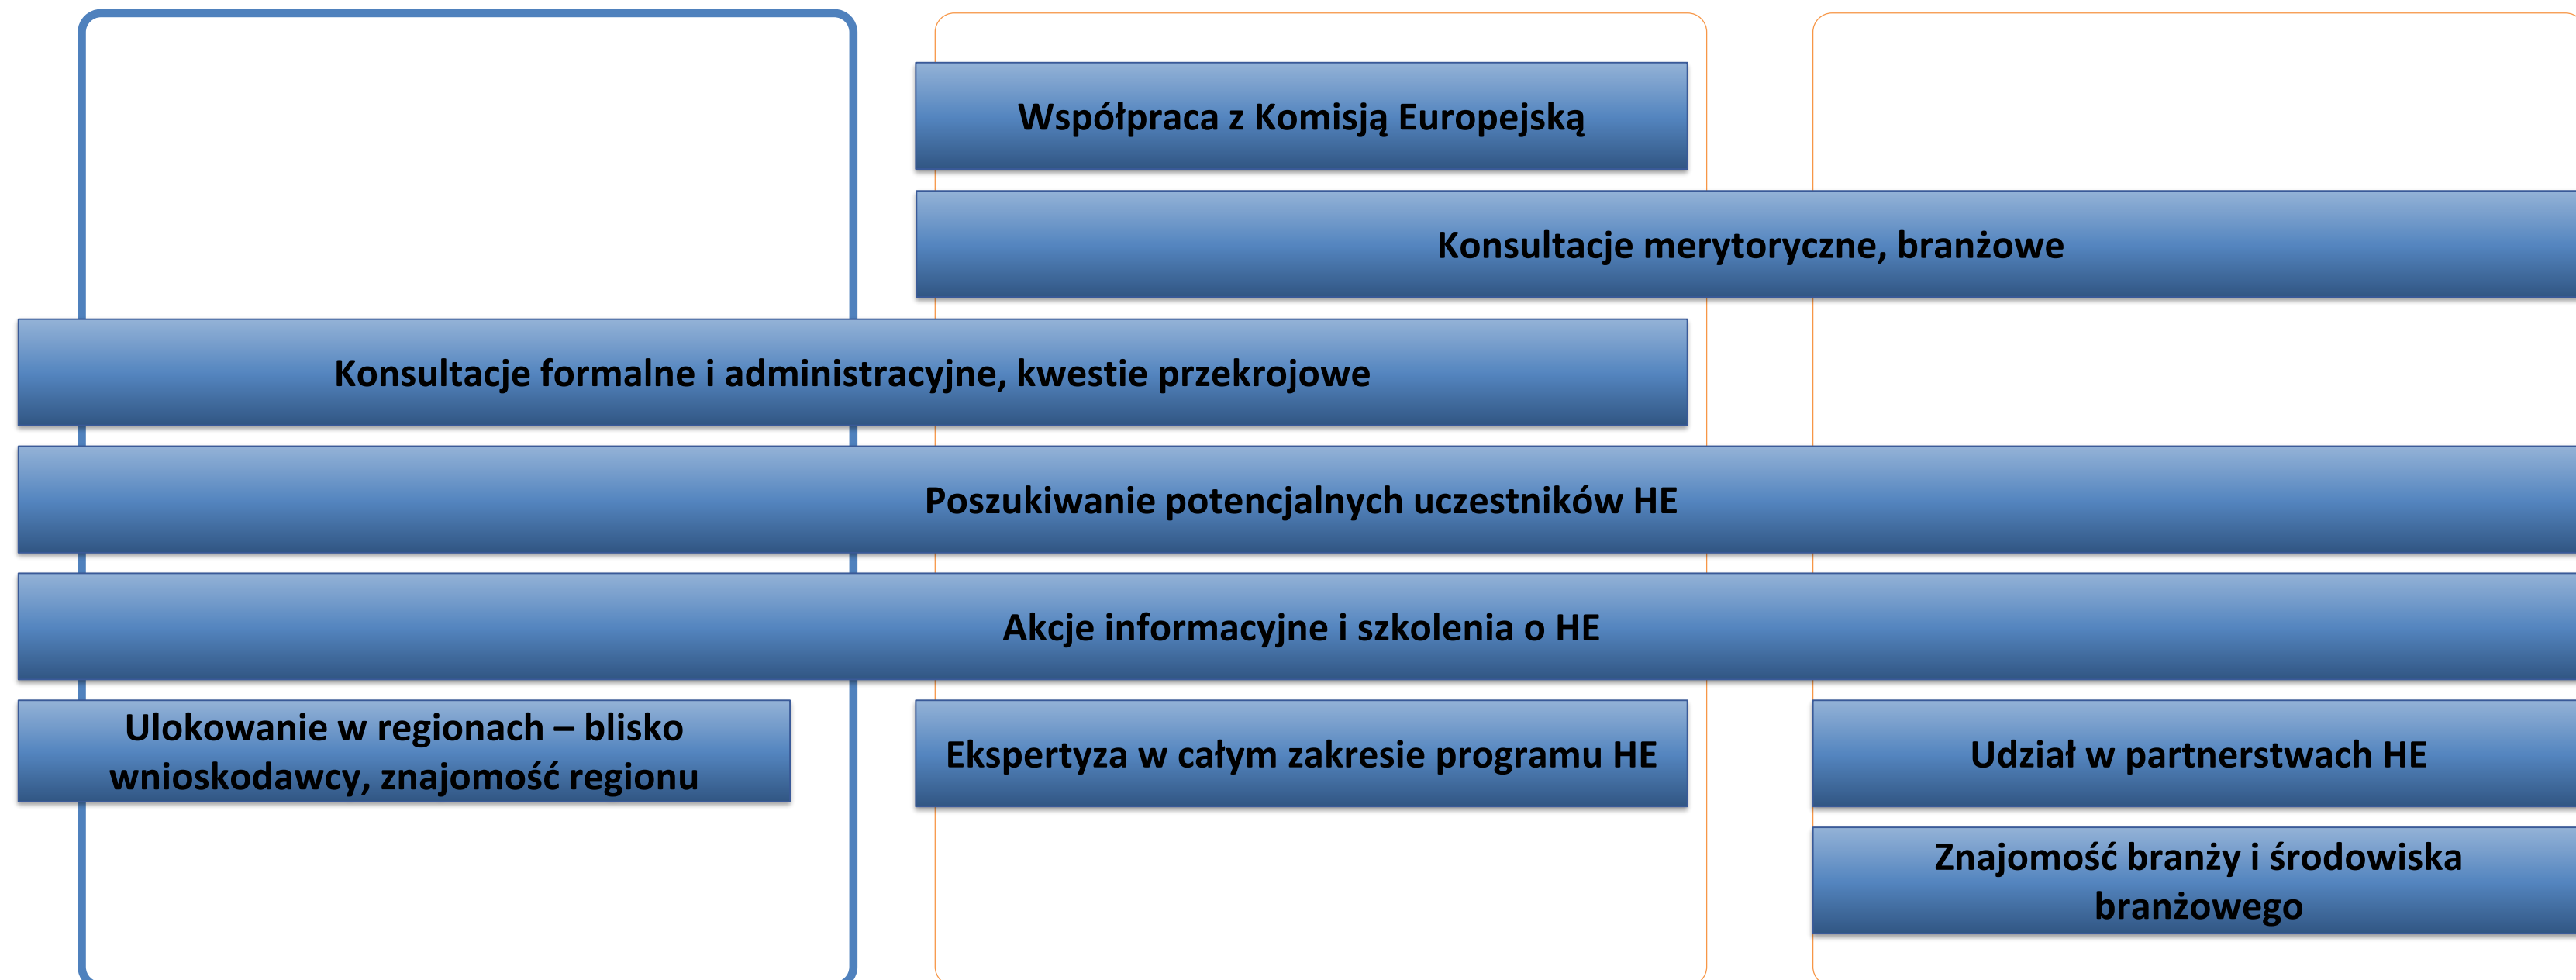 Współpraca z Komisją Europejską
Konsultacje merytoryczne, branżowe
Konsultacje formalne i administracyjne, kwestie przekrojowe
Poszukiwanie potencjalnych uczestników HE
Akcje informacyjne i szkolenia o HE
Ulokowanie w regionach – blisko
wnioskodawcy, znajomość regionu
Ekspertyza w całym zakresie programu HE
Udział w partnerstwach HE
Znajomość branży i środowiska
branżowego